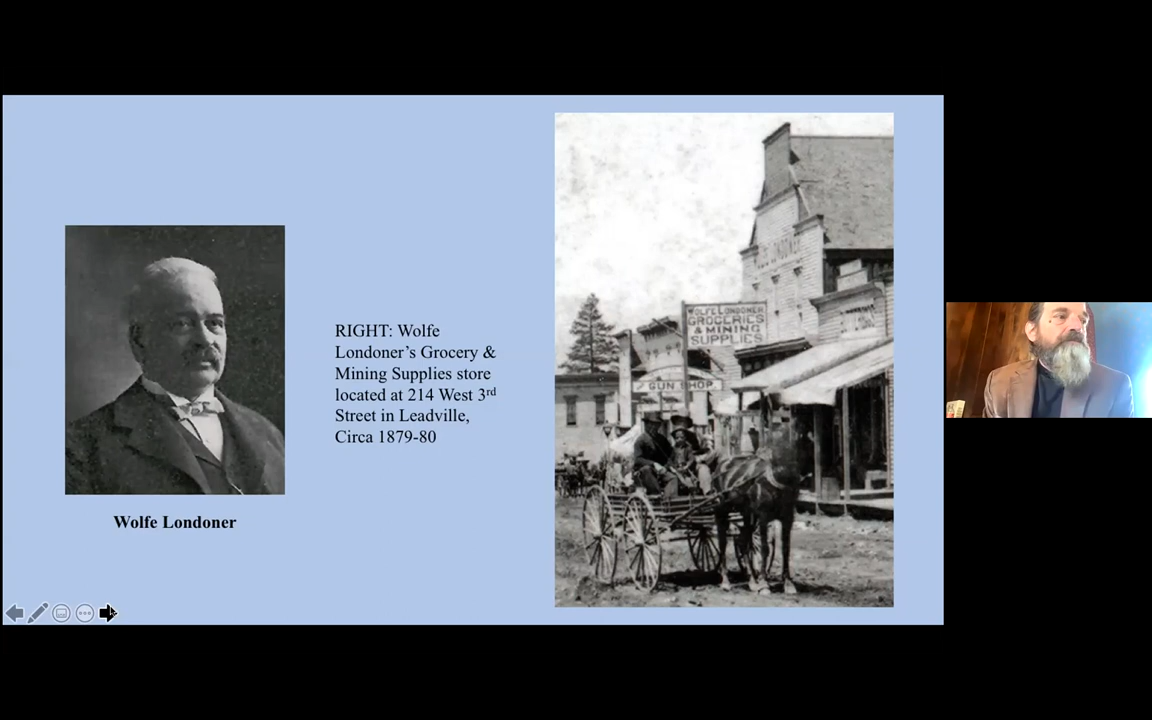 RIGHT: Wolfe
Londoner’s Grocery &
Mining Supplies store
located at 214 West 3rd
Street in Leadville,
Circa 1879-80
Wolfe Londoner
WOLFE LONDONER
GROCERIES
& MINING
SUPPLIES
GUN SHOP